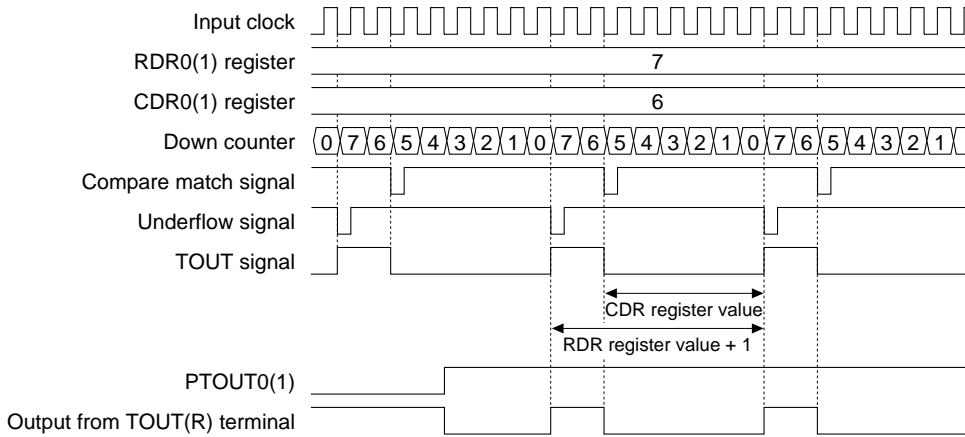 Input clock
RDR0(1) register 7
CDR0(1) register 6
Down counter 0 7 6 5 4 3 2 1 0 7 6 5 4 3 2 1 0 7 6 5 4 3 2 1
Compare match signal
Underflow signal
TOUT signal
CDR register value
RDR register value + 1
PTOUT0(1)
Output from TOUT(R) terminal